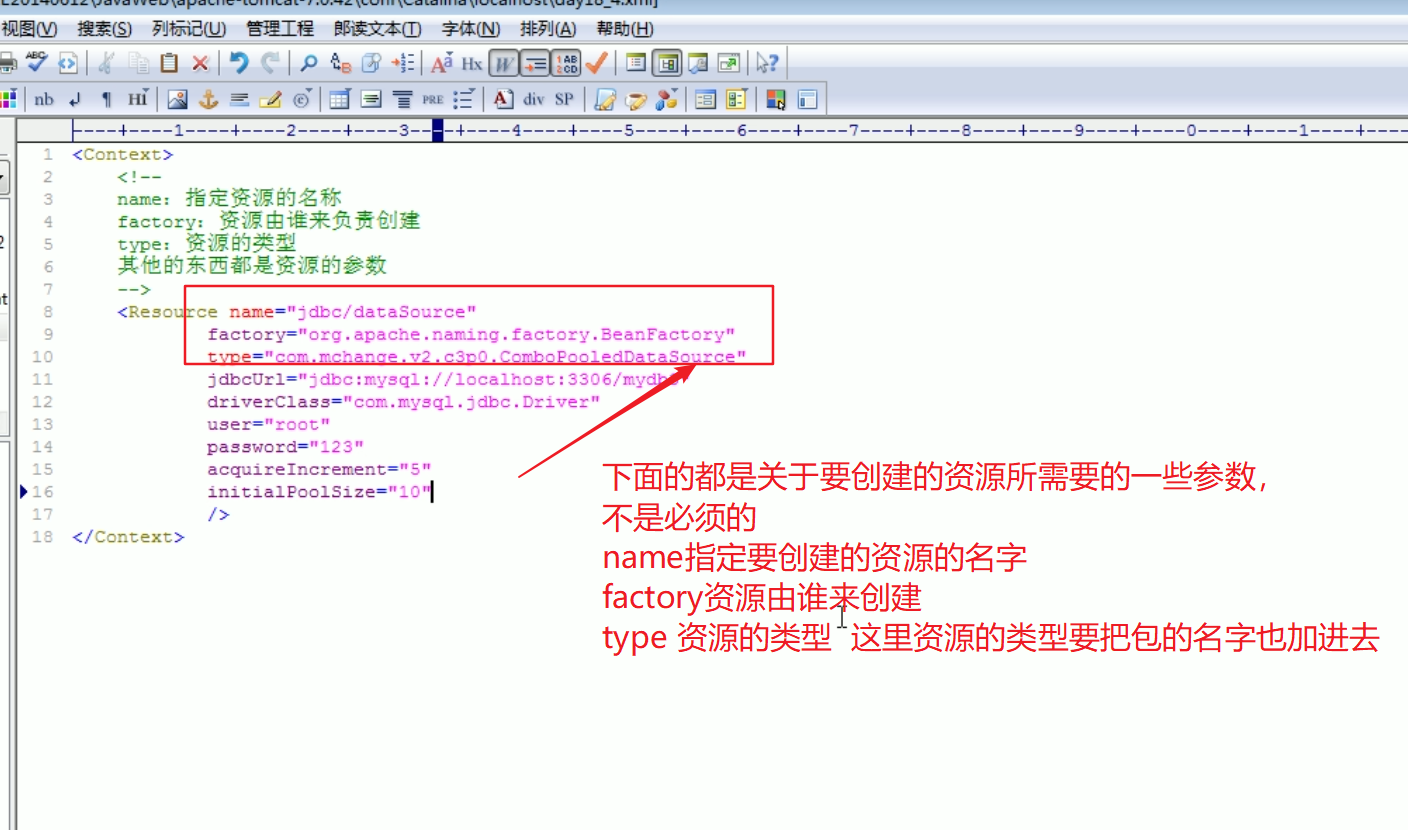 E20140612\JavaWeb\apache-tomcat-7.0.42\conf\Catalina\localhost\day18_4.xml]
视图(V) 搜索(S) 列标记(U) 管理工程 郎读文本(T) 字体(N) 排列(A) 帮助(H)
ABC Hx W 1AB 2CD
nb ¶ HI PRE A div SP
|----+----1----+----2----+----3----+----4----+----5----+----6----+----7----+----8----+----9----+----0----+----1----+----
1 <Context>
2 <!--
3 name：指定资源的名称
4 factory：资源由谁来负责创建
5 type：资源的类型
6 其他的东西都是资源的参数
7 -->
8 <Resource name="jdbc/dataSource"
9 factory="org.apache.naming.factory.BeanFactory"
10 type="com.mchange.v2.c3p0.ComboPooledDataSource"
11 jdbcUrl="jdbc:mysql://localhost:3306/mydb
12 driverClass="com.mysql.jdbc.Driver"
13 user="root"
14 password="123"
15 acquireIncrement="5"
16 initialPoolSize="10"
17 />
18 </Context>
下面的都是关于要创建的资源所需要的一些参数，
不是必须的
name指定要创建的资源的名字
factory资源由谁来创建
type 资源的类型 这里资源的类型要把包的名字也加进去